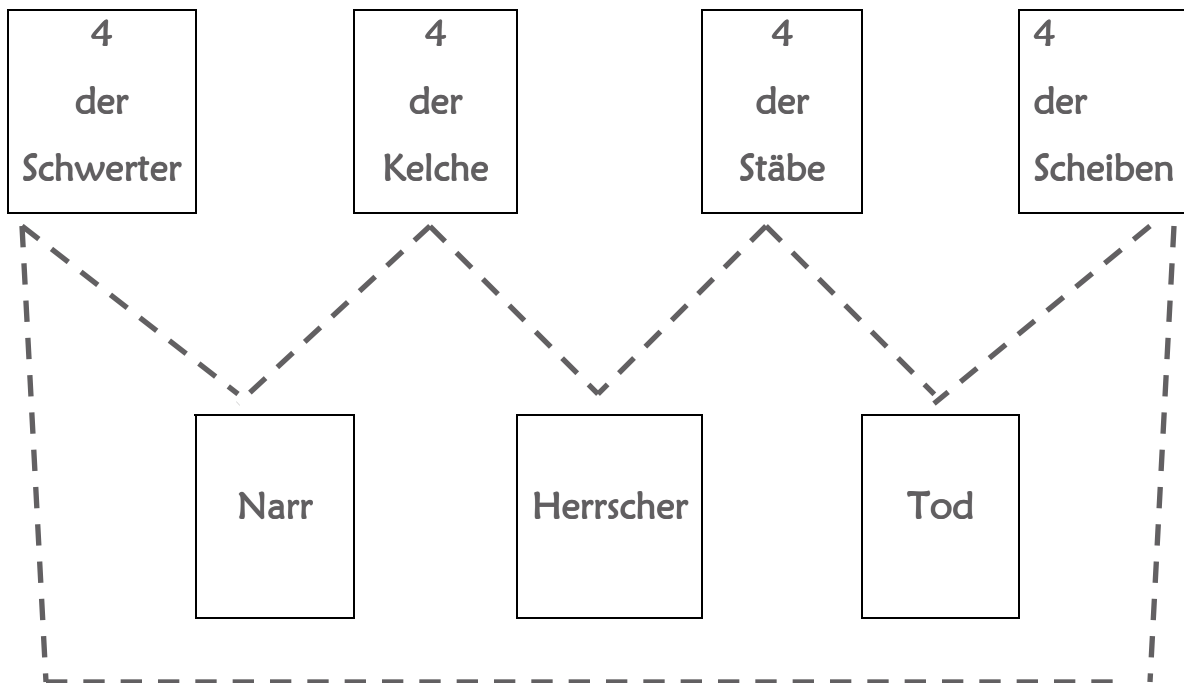 4
der
Schwerter
4
der
Kelche
4
der
Stäbe
4
der
Scheiben
Narr
Herrscher
Tod